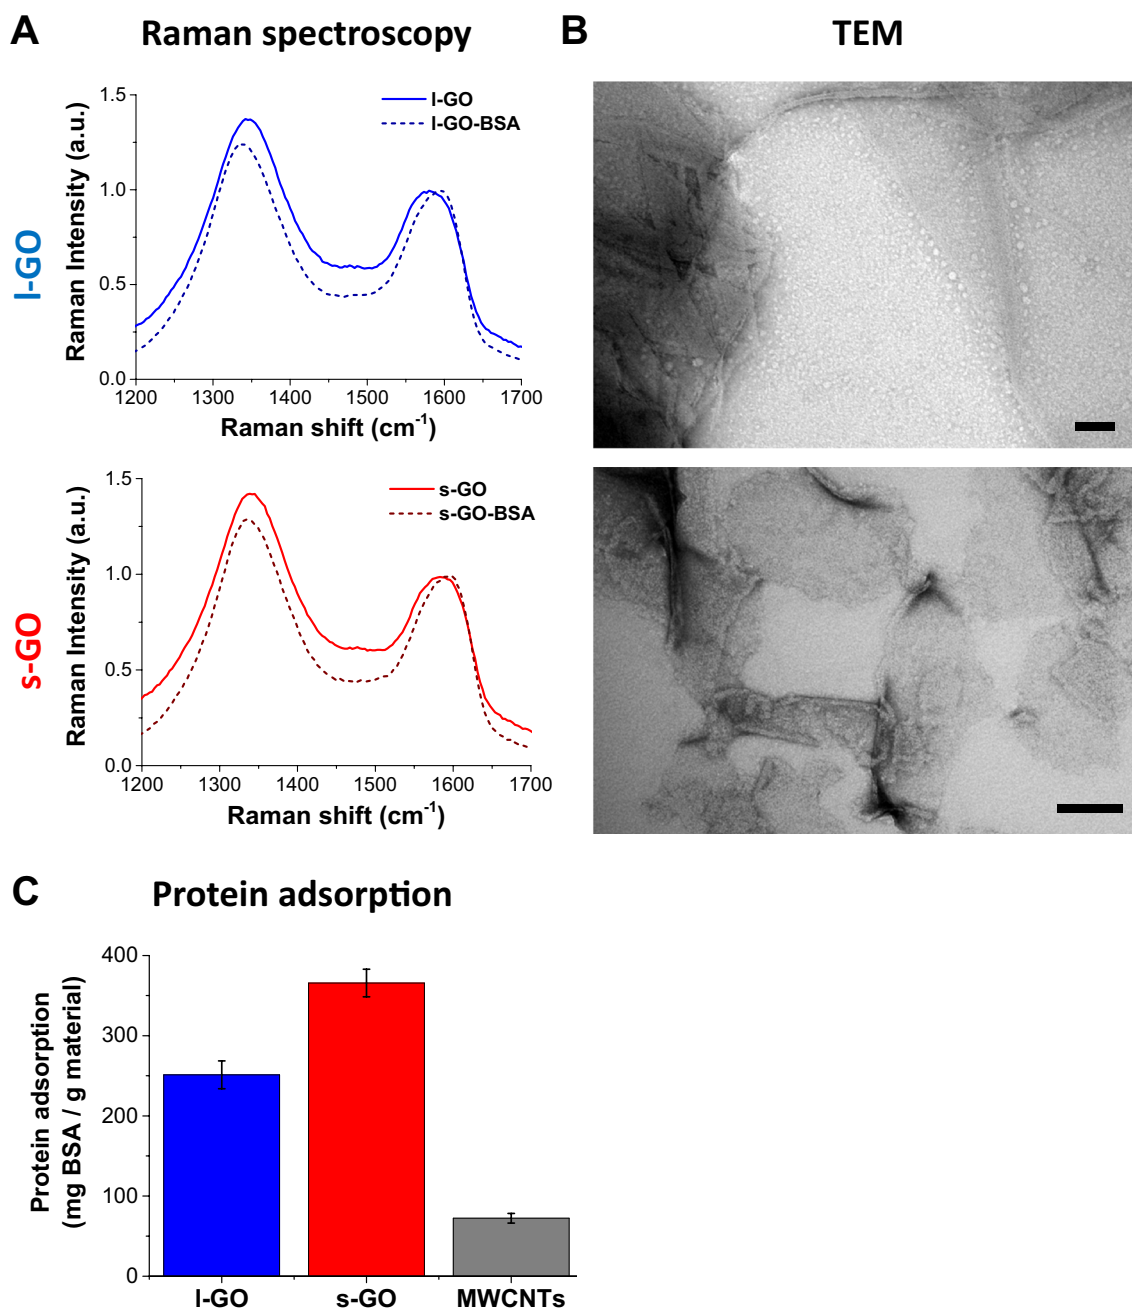 A
Raman spectroscopy
l-GO
Raman Intensity (a.u.)
1.5
1.0
0.5
0.0
l-GO
l-GO-BSA
1200 1300 1400 1500 1600 1700
Raman shift (cm⁻¹)
s-GO
Raman Intensity (a.u.)
1.5
1.0
0.5
0.0
s-GO
s-GO-BSA
1200 1300 1400 1500 1600 1700
Raman shift (cm⁻¹)
B
TEM
C
Protein adsorption
Protein adsorption
(mg BSA / g material)
400
300
200
100
0
l-GO s-GO MWCNTs